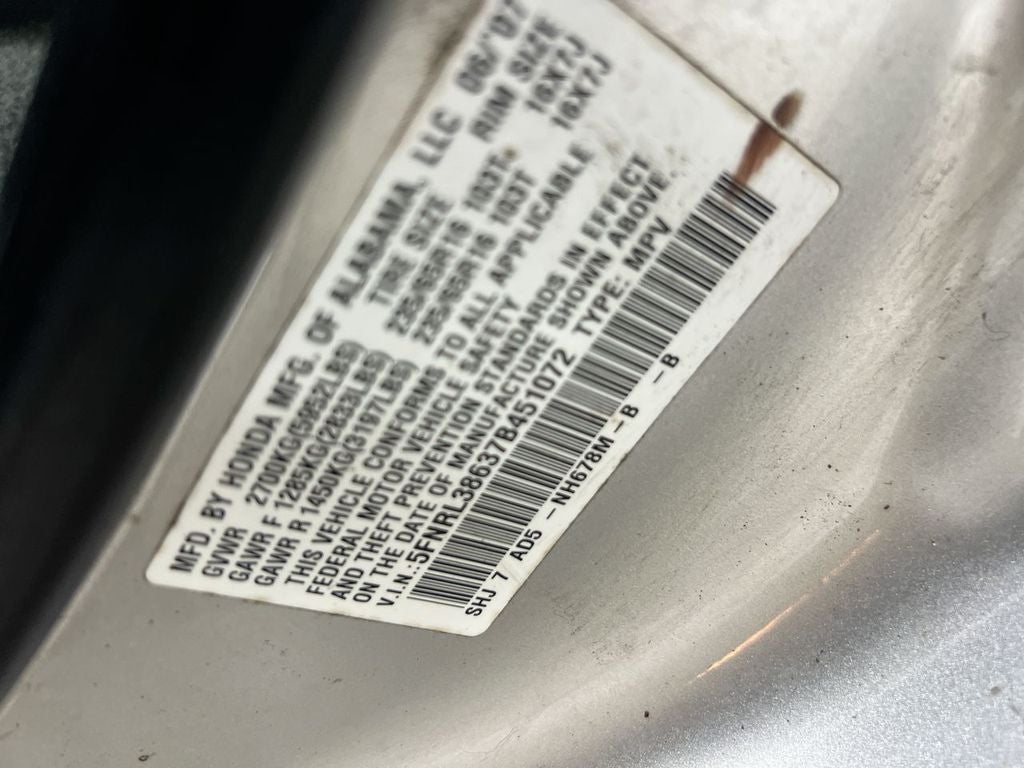 MFD. BY HONDA MFG. OF ALABAMA, LLC 06/'07
GVWR 2700KG(5952LBS) TIRE SIZE RIM SIZE
GAWR F 1285KG(2833LBS) 235/65R16 103T 16X7J
GAWR R 1450KG(3197LBS) 235/65R16 103T 16X7J
THIS VEHICLE CONFORMS TO ALL APPLICABLE
FEDERAL MOTOR VEHICLE SAFETY
AND THEFT PREVENTION STANDARDS IN EFFECT
ON THE DATE OF MANUFACTURE SHOWN ABOVE.
V.I.N.:5FNRL38637B451072 TYPE: MPV
SHJ 7 AD5 -NH678M -B -B